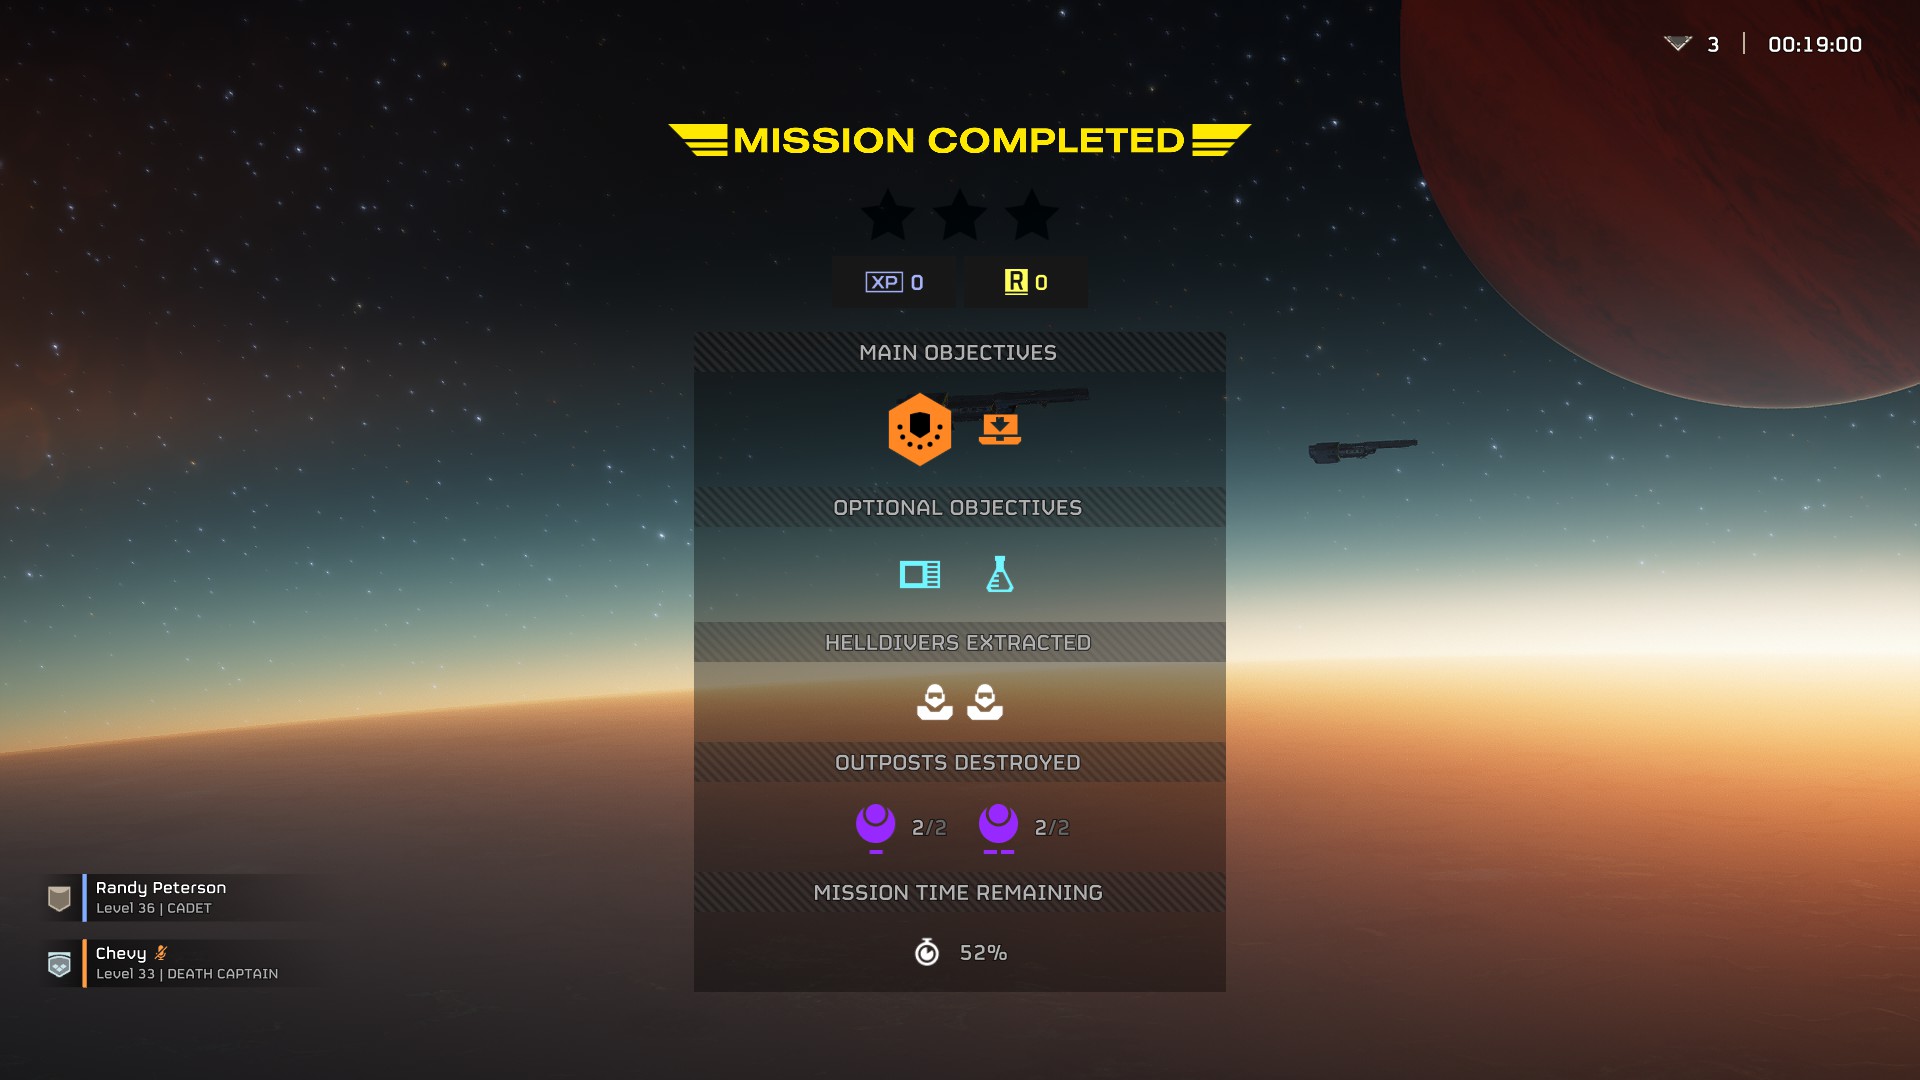 3 | 00:19:00
MISSION COMPLETED
XP 0
R 0
MAIN OBJECTIVES
OPTIONAL OBJECTIVES
HELLDIVERS EXTRACTED
OUTPOSTS DESTROYED
2/2
2/2
MISSION TIME REMAINING
52%
Randy Peterson
Level 36 | CADET
Chevy
Level 33 | DEATH CAPTAIN